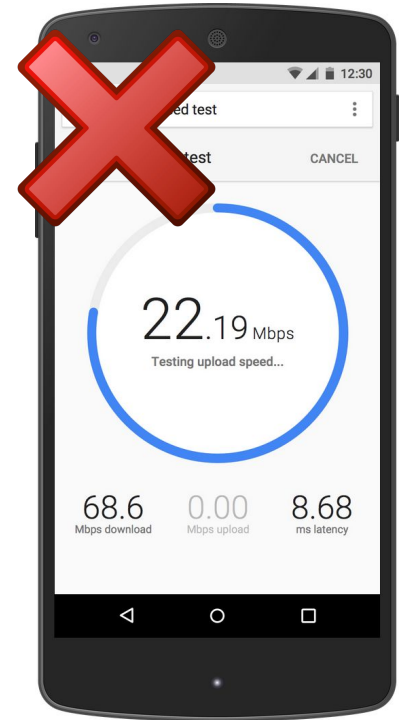 12:30
ed test
test
CANCEL
22.19 Mbps
Testing upload speed...
68.6
0.00
8.68
Mbps download
Mbps upload
ms latency